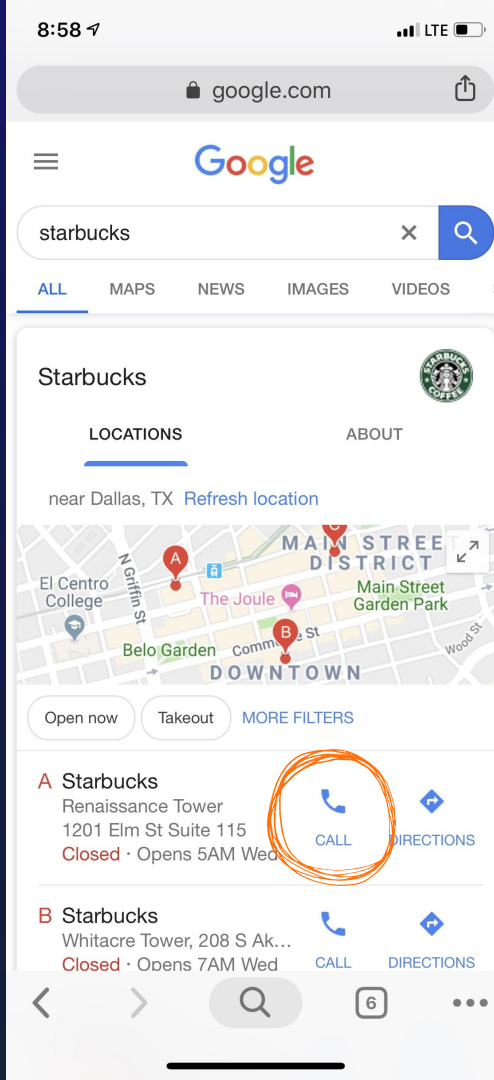 8:58
LTE
google.com
Google
starbucks
ALL MAPS NEWS IMAGES VIDEOS
Starbucks
STARBUCKS COFFEE
LOCATIONS ABOUT
near Dallas, TX Refresh location
MAIN STREET
DISTRICT
A
N Griffin St
El Centro
College
The Joule
Main Street
Garden Park
B
Belo Garden
St
Wood St
DOWNTOWN
Open now Takeout MORE FILTERS
A Starbucks
Renaissance Tower
1201 Elm St Suite 115
Closed · Opens 5AM Wed
CALL DIRECTIONS
B Starbucks
Whitacre Tower, 208 S Ak...
Closed · Opens 7AM Wed
CALL DIRECTIONS
6